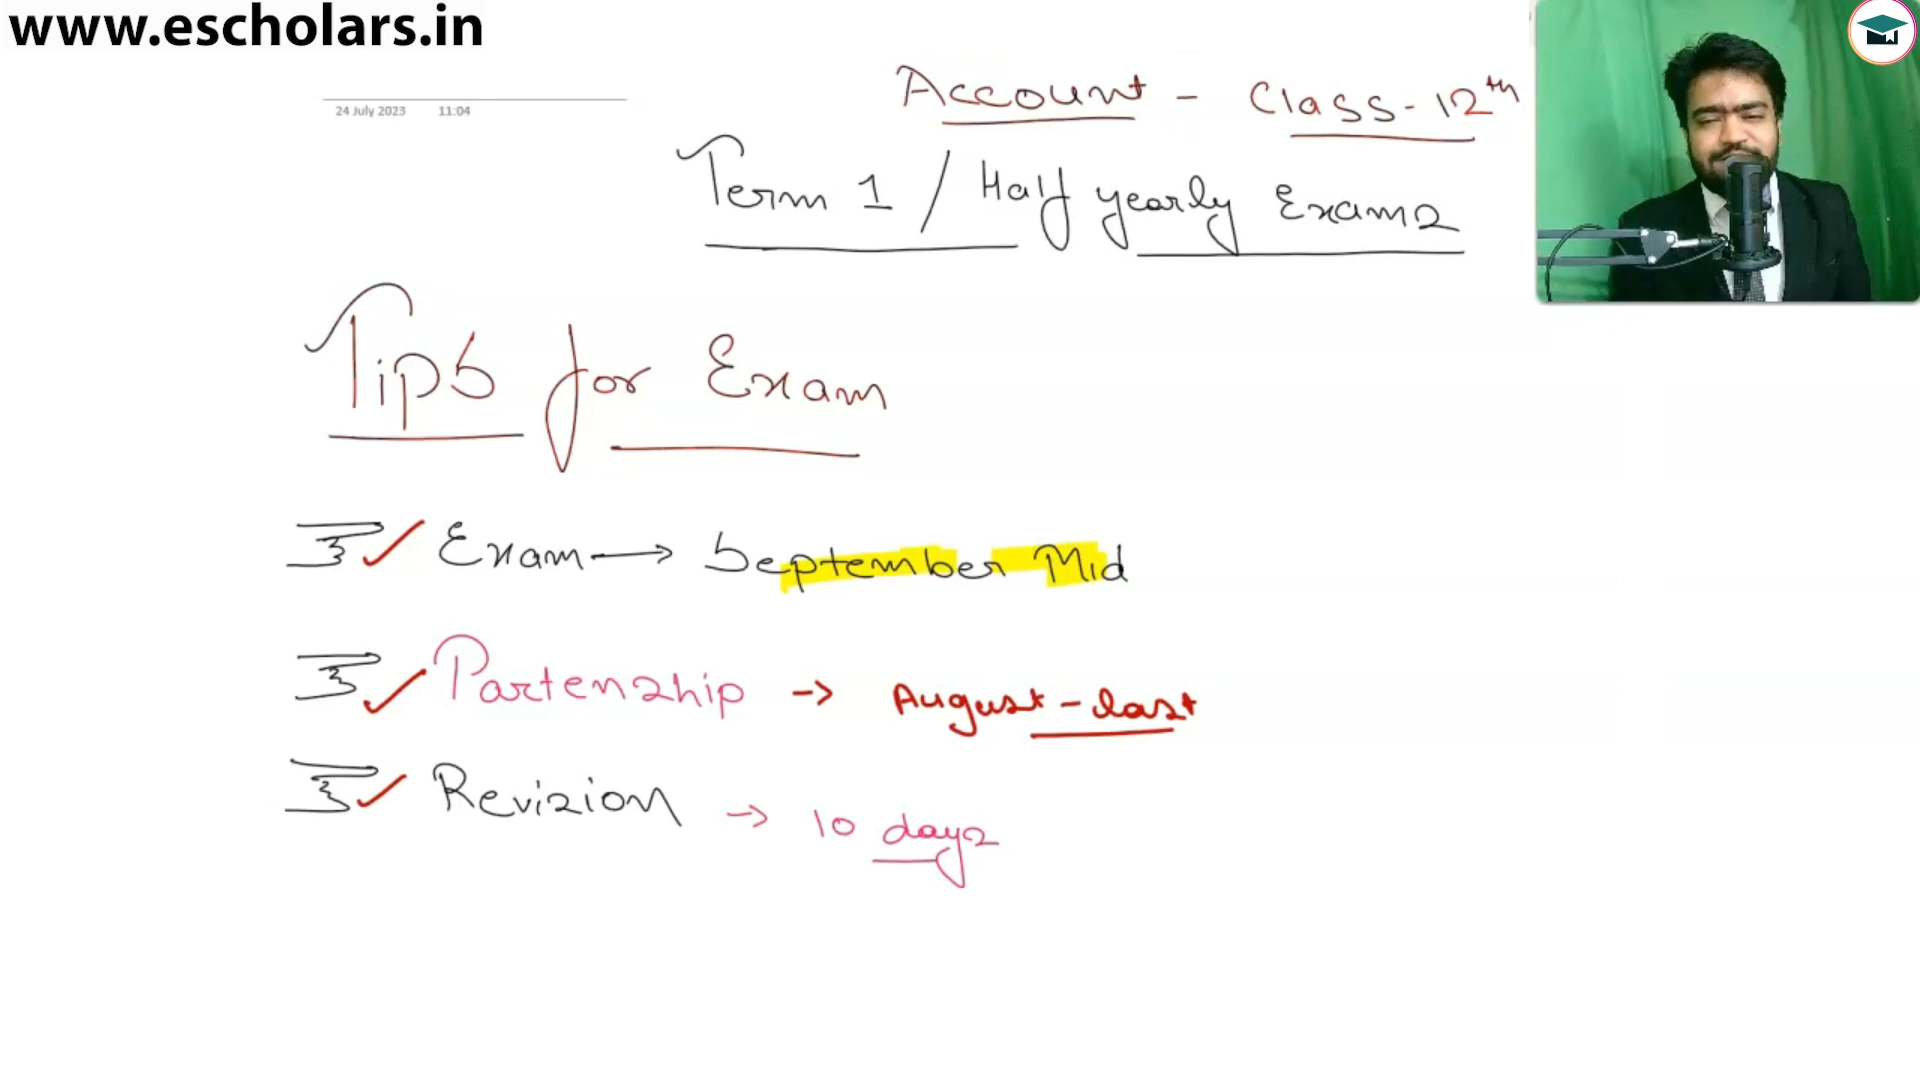 www.escholars.in
24 July 2023 11:04
Account - Class-12th
Term 1 / Half yearly Exams
Tips for Exam
Exam → September Mid
Partenship → August-last
Revision → 10 days